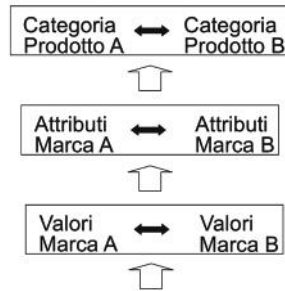 Categoria Categoria
Prodotto A Prodotto B
Attributi Attributi
Marca A Marca B
Valori Valori
Marca A Marca B